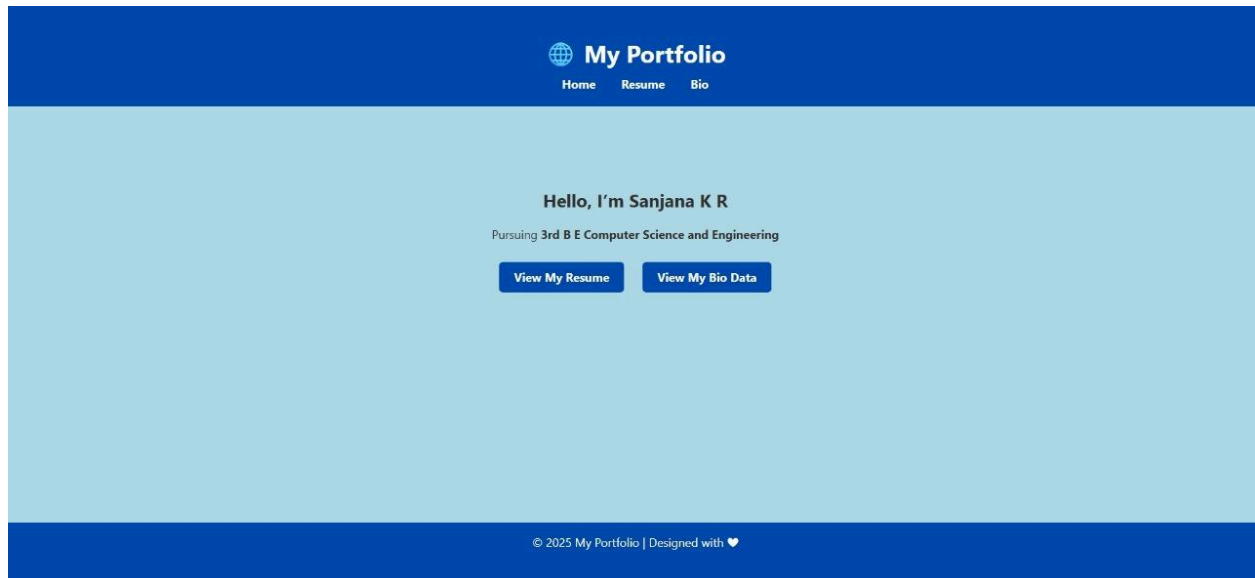 🌐 My Portfolio
Home Resume Bio
Hello, I’m Sanjana K R
Pursuing 3rd B E Computer Science and Engineering
View My Resume View My Bio Data
© 2025 My Portfolio | Designed with ❤